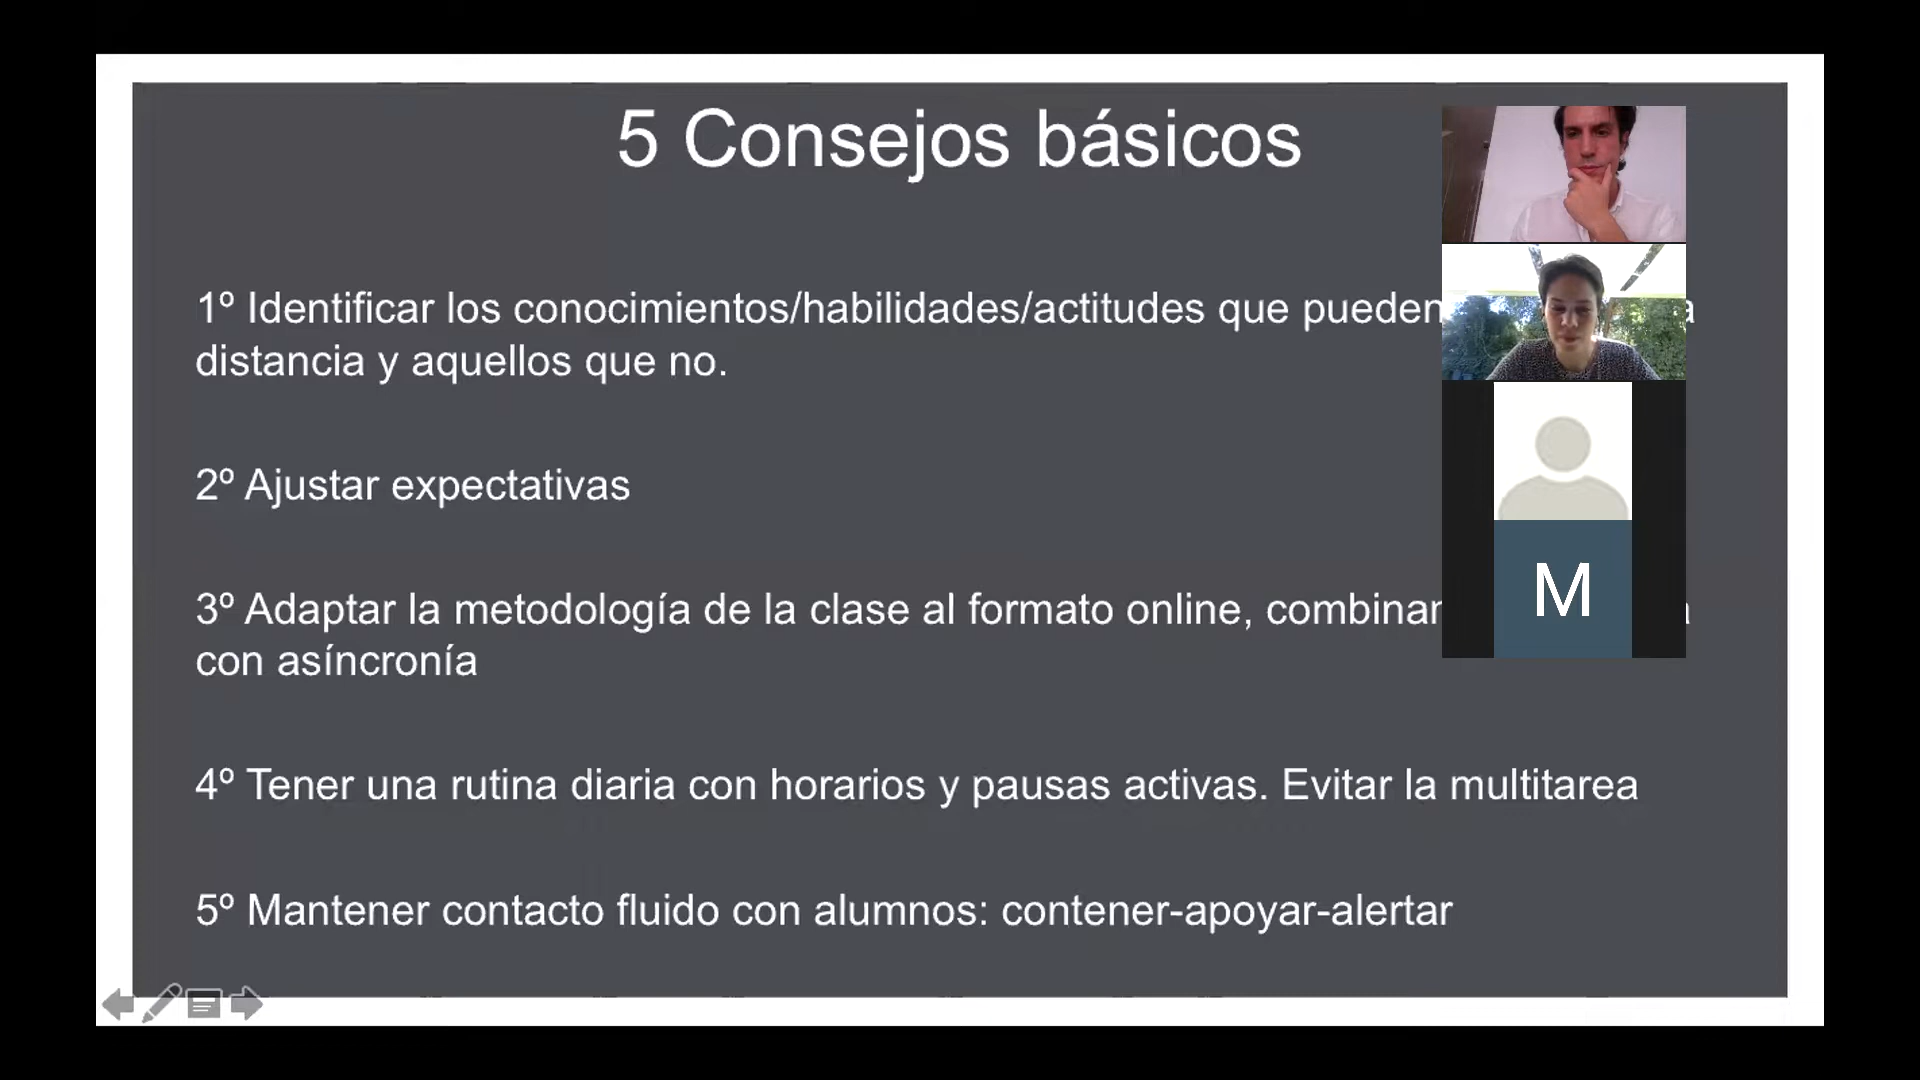 5 Consejos básicos
1º Identificar los conocimientos/habilidades/actitudes que pueden a
distancia y aquellos que no.
2º Ajustar expectativas
3º Adaptar la metodología de la clase al formato online,
con asíncronía
4º Tener una rutina diaria con horarios y pausas activas. Evitar la multitarea
5º Mantener contacto fluido con alumnos: contener-apoyar-alertar
M